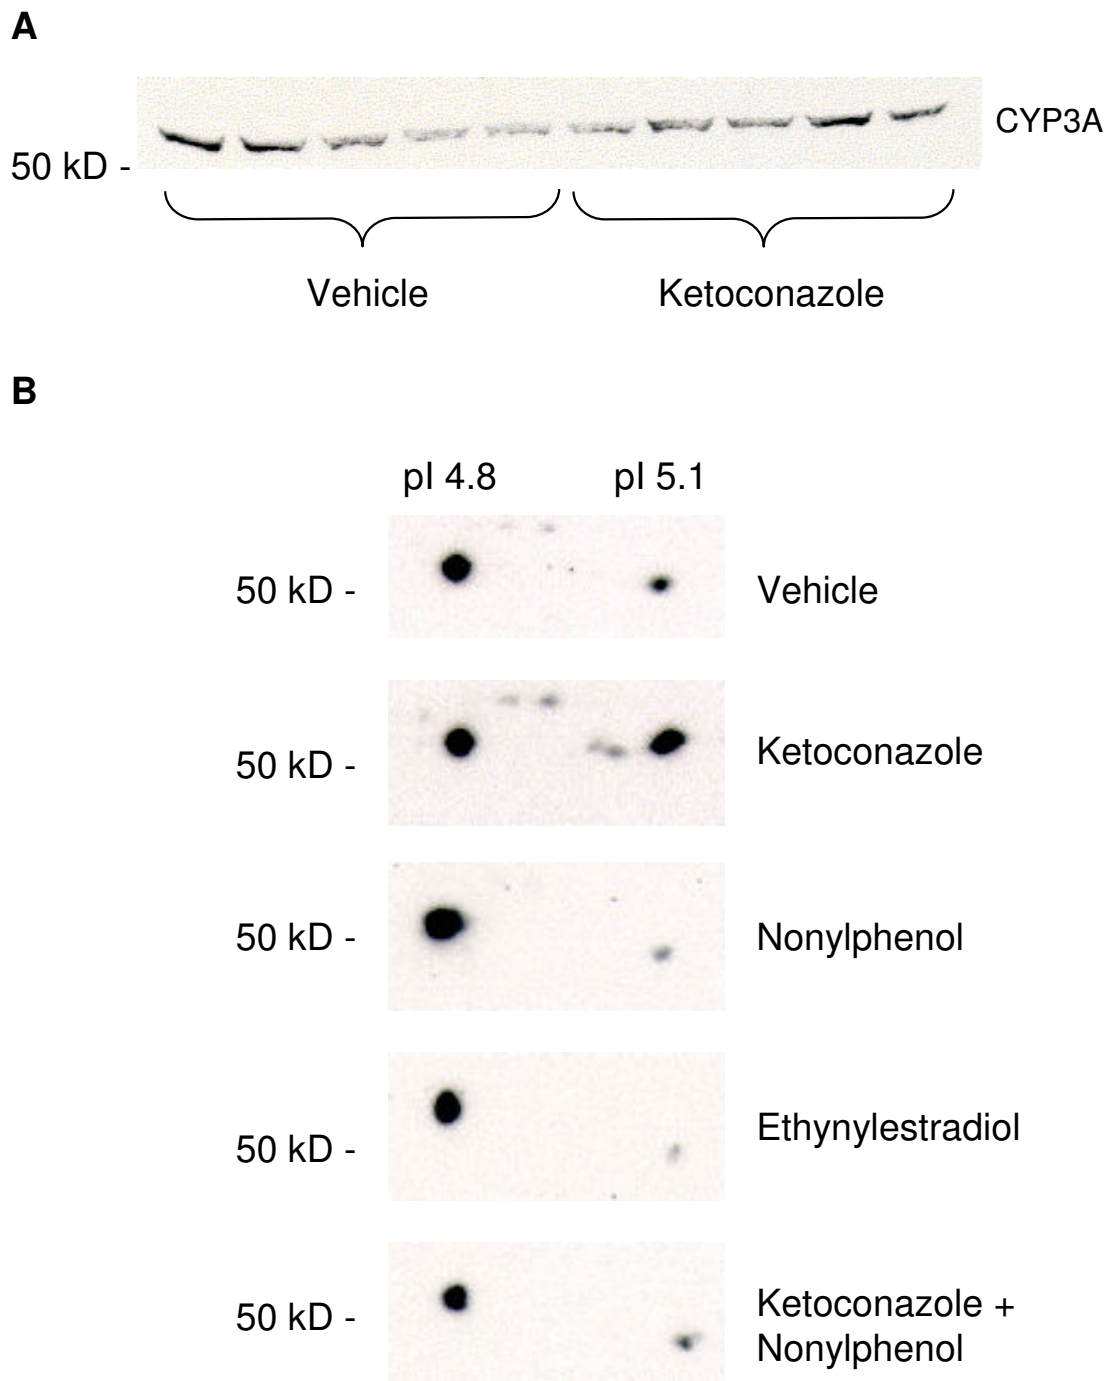 A
CYP3A
50 kD -
Vehicle Ketoconazole
B
pI 4.8 pI 5.1
50 kD - Vehicle
50 kD - Ketoconazole
50 kD - Nonylphenol
50 kD - Ethynylestradiol
50 kD - Ketoconazole +
Nonylphenol